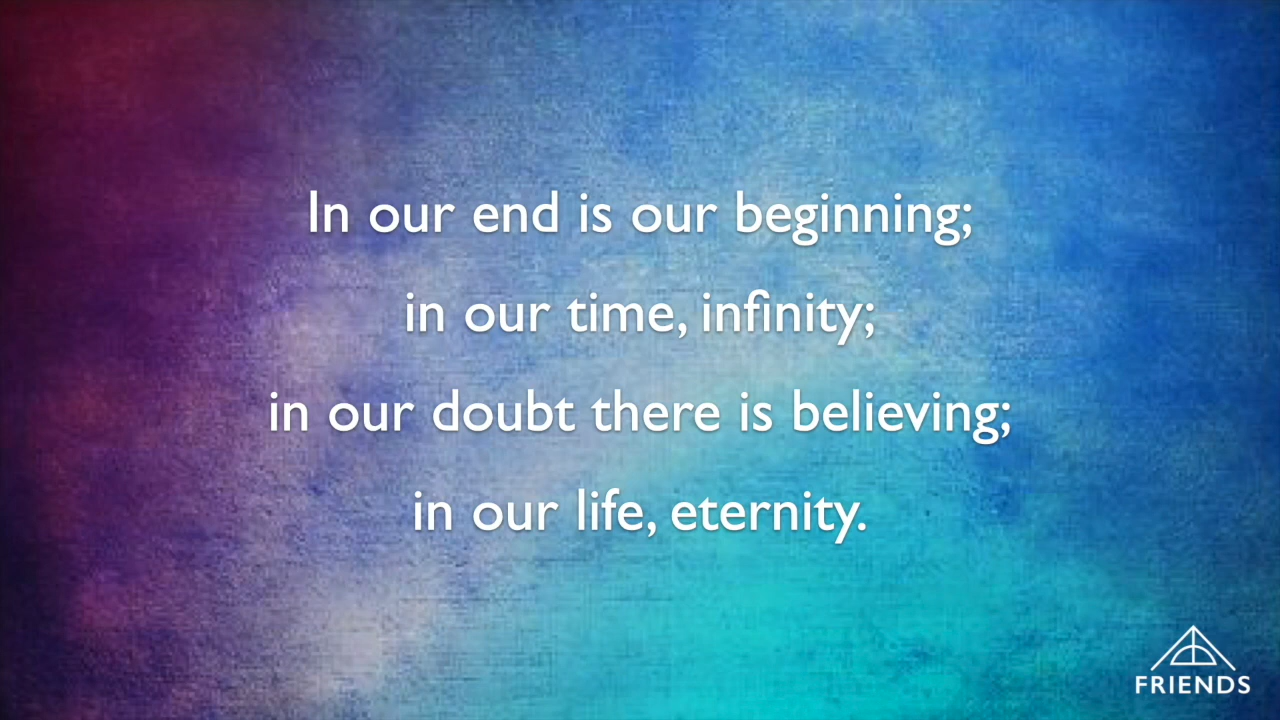 In our end is our beginning;
in our time, infinity;
in our doubt there is believing;
in our life, eternity.
FRIENDS